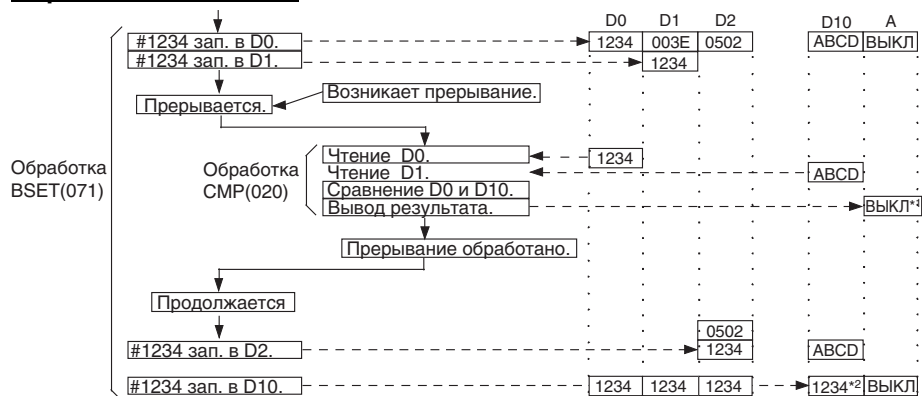 D0 D1 D2 D10 A
#1234 зап. в D0. 1234 003E 0502 ABCD ВЫКЛ
#1234 зап. в D1. 1234
Возникает прерывание.
Прерывается.
Обработка
BSET(071)
Обработка
CMP(020)
Чтение D0. 1234
Чтение D1. ABCD
Сравнение D0 и D10.
Вывод результата. ВЫКЛ*1
Прерывание обработано.
Продолжается
0502
#1234 зап. в D2. 1234 ABCD
#1234 зап. в D10. 1234 1234 1234 1234*2 ВЫКЛ